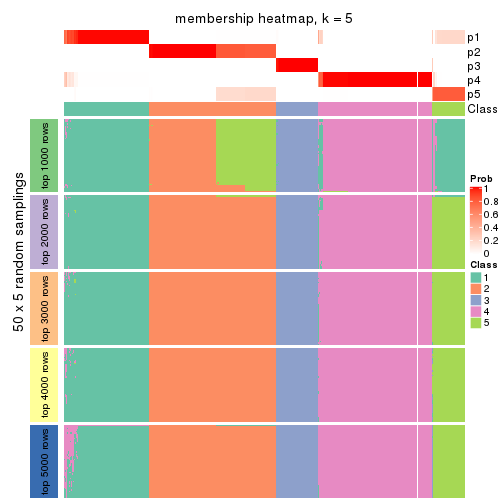 membership heatmap, k = 5
p1
p2
p3
p4
p5
Class
50 x 5 random samplings
top 1000 rows
top 2000 rows
top 3000 rows
top 4000 rows
top 5000 rows
Prob
1
0.8
0.6
0.4
0.2
0
Class
1
2
3
4
5